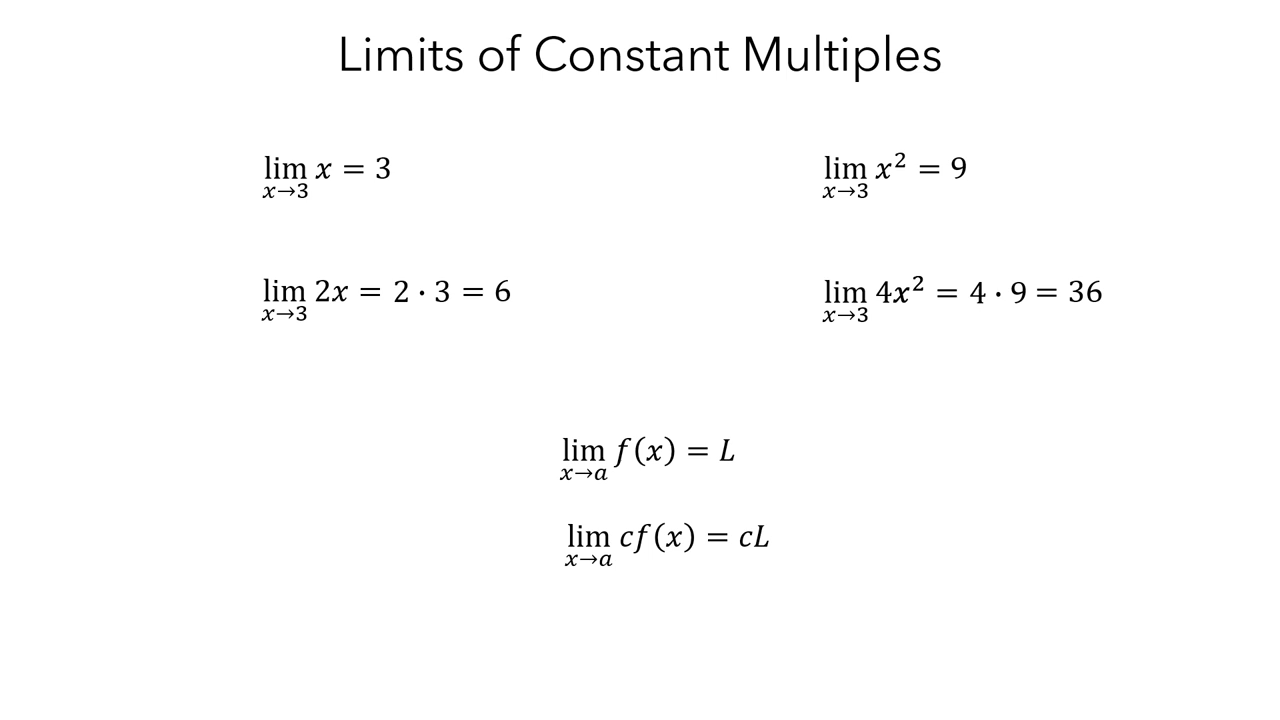 Limits of Constant Multiples
lim x→3 x = 3
lim x→3 x² = 9
lim x→3 2x = 2 · 3 = 6
lim x→3 4x² = 4 · 9 = 36
lim x→a f(x) = L
lim x→a cf(x) = cL